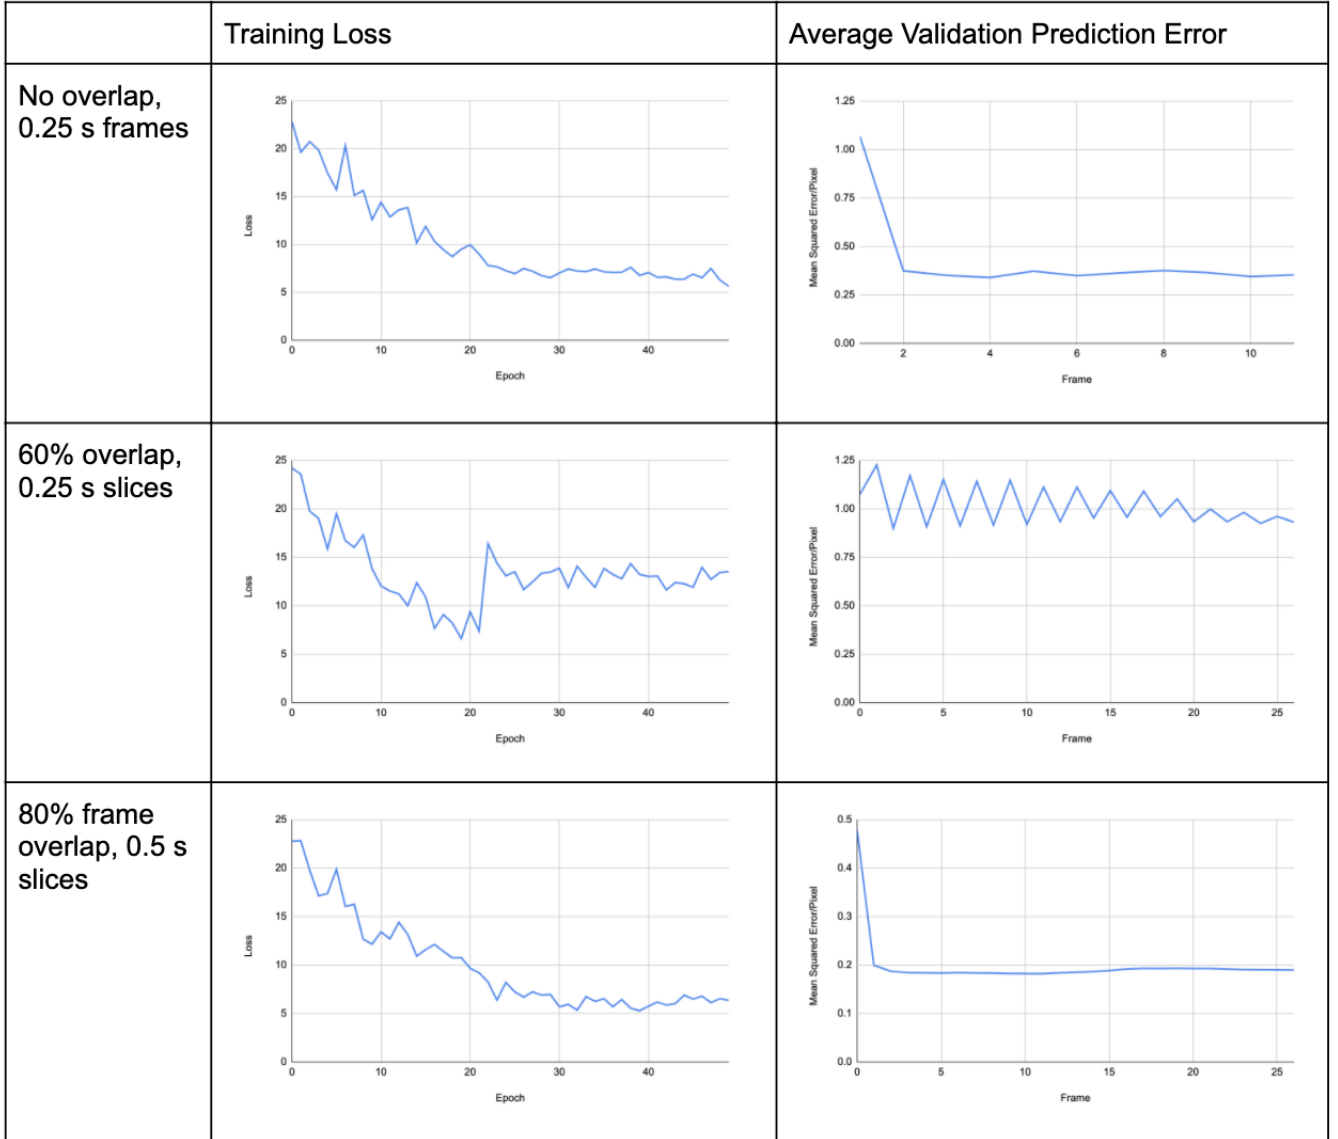 Training Loss
Average Validation Prediction Error
No overlap,
0.25 s frames
25
20
15
10
5
0
0 10 20 30 40
Loss
Epoch
1.25
1.00
0.75
0.50
0.25
0.00
2 4 6 8 10
Mean Squared Error/Pixel
Frame
60% overlap,
0.25 s slices
25
20
15
10
5
0
0 10 20 30 40
Loss
Epoch
1.25
1.00
0.75
0.50
0.25
0.00
0 5 10 15 20 25
Mean Squared Error/Pixel
Frame
80% frame
overlap, 0.5 s
slices
25
20
15
10
5
0
0 10 20 30 40
Loss
Epoch
0.5
0.4
0.3
0.2
0.1
0.0
0 5 10 15 20 25
Mean Squared Error/Pixel
Frame